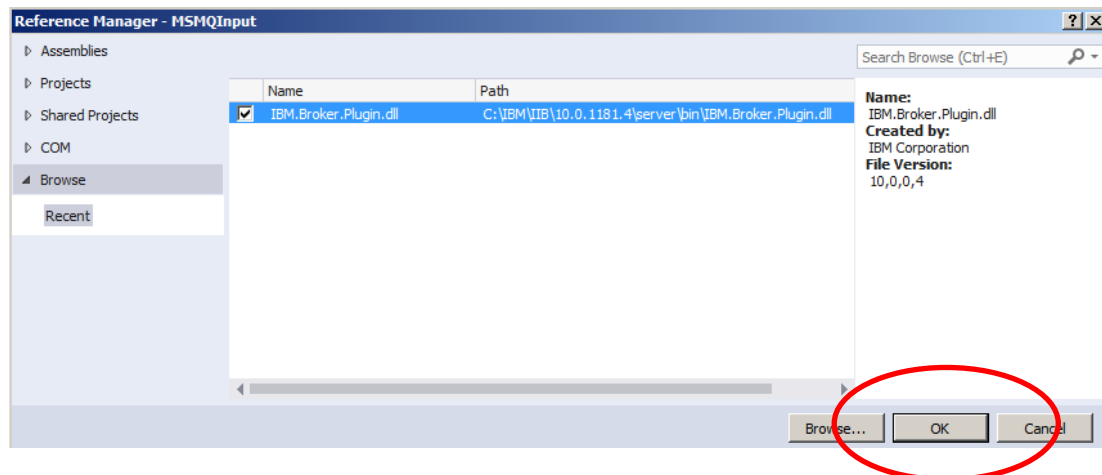 Reference Manager - MSMQInput
? X
Assemblies
Projects
Shared Projects
COM
Browse
Recent
Name Path
IBM.Broker.Plugin.dll C:\IBM\IIB\10.0.1181.4\server\bin\IBM.Broker.Plugin.dll
Search Browse (Ctrl+E)
Name:
IBM.Broker.Plugin.dll
Created by:
IBM Corporation
File Version:
10,0,0,4
Browse... OK Cancel